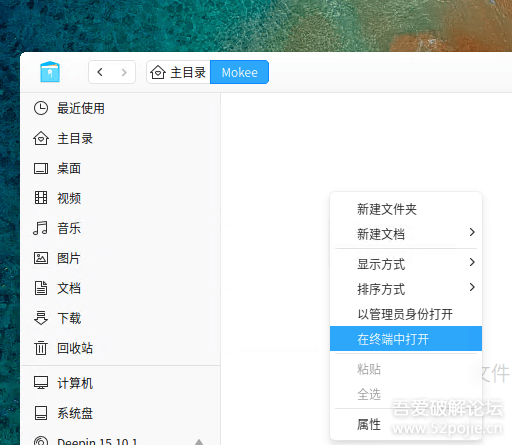 主目录 Mokee
最近使用
主目录
桌面
视频
音乐
图片
文档
下载
回收站
计算机
系统盘
Deepin 15.10.1
新建文件夹
新建文档
显示方式
排序方式
以管理员身份打开
在终端中打开
粘贴
全选
属性
文件
吾爱破解论坛
www.52pojie.cn